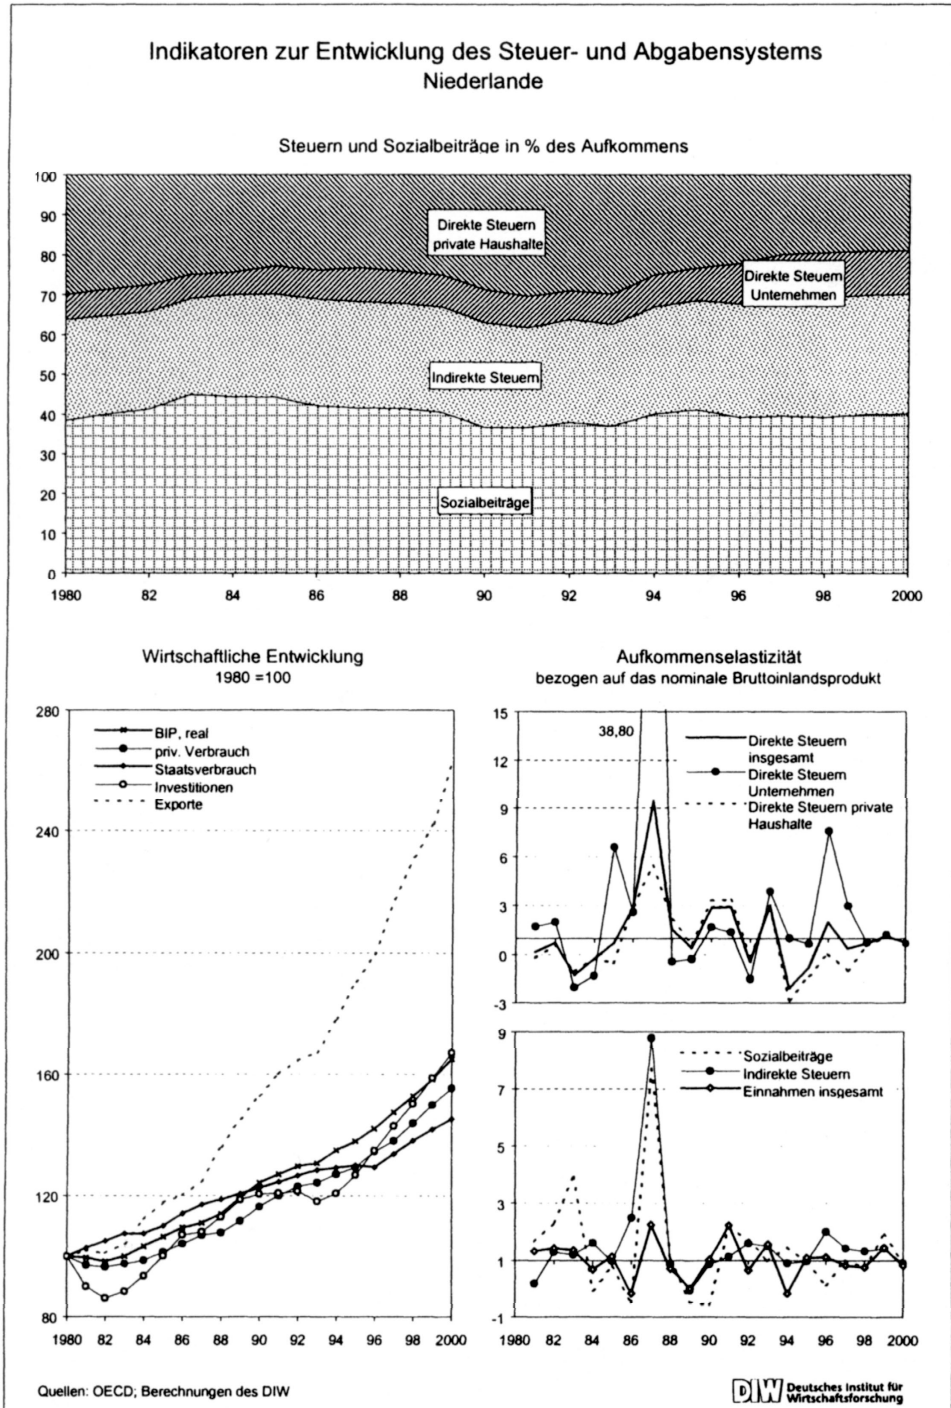 Indikatoren zur Entwicklung des Steuer- und Abgabensystems
Niederlande
Steuern und Sozialbeiträge in % des Aufkommens
100
90
80
70
60
50
40
30
20
10
0
Direkte Steuern
private Haushalte
Direkte Steuern
Unternehmen
Indirekte Steuern
Sozialbeiträge
1980 82 84 86 88 90 92 94 96 98 2000
Wirtschaftliche Entwicklung
1980 =100
280
240
200
160
120
80
BIP, real
priv. Verbrauch
Staatsverbrauch
Investitionen
Exporte
1980 82 84 86 88 90 92 94 96 98 2000
Aufkommenselastizität
bezogen auf das nominale Bruttoinlandsprodukt
15
12
9
6
3
0
-3
38,80
Direkte Steuern
insgesamt
Direkte Steuern
Unternehmen
Direkte Steuern private
Haushalte
9
7
5
3
1
-1
Sozialbeiträge
Indirekte Steuern
Einnahmen insgesamt
1980 82 84 86 88 90 92 94 96 98 2000
Quellen: OECD; Berechnungen des DIW
DIW Deutsches Institut für
Wirtschaftsforschung